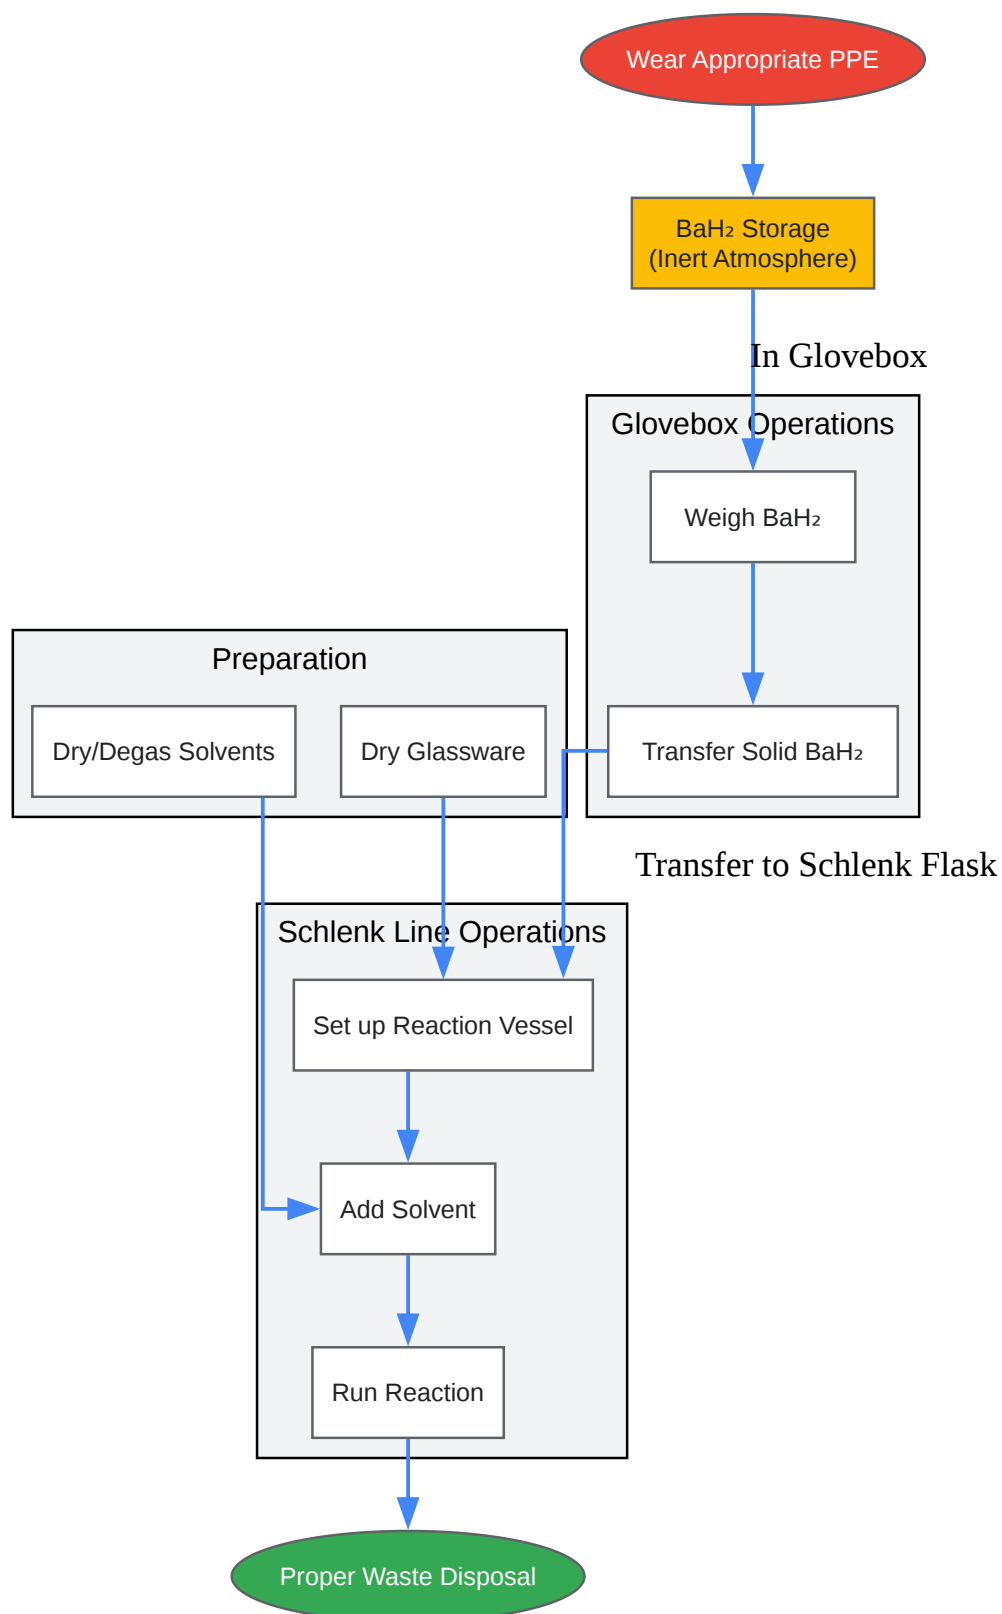 Wear Appropriate PPE
BaH₂ Storage
(Inert Atmosphere)
In Glovebox
Glovebox Operations
Weigh BaH₂
Preparation
Dry/Degas Solvents
Dry Glassware
Transfer Solid BaH₂
Transfer to Schlenk Flask
Schlenk Line Operations
Set up Reaction Vessel
Add Solvent
Run Reaction
Proper Waste Disposal